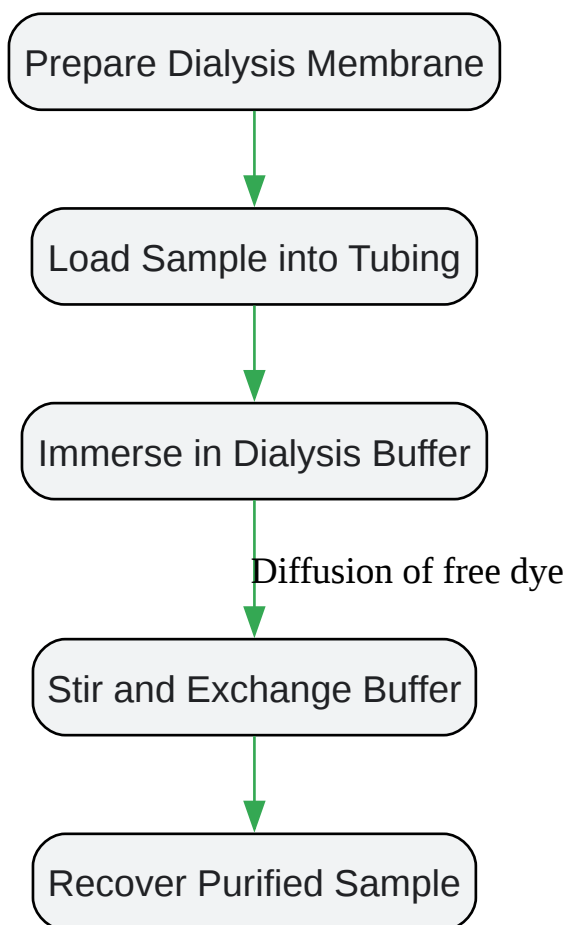 Prepare Dialysis Membrane
Load Sample into Tubing
Immerse in Dialysis Buffer
Diffusion of free dye
Stir and Exchange Buffer
Recover Purified Sample